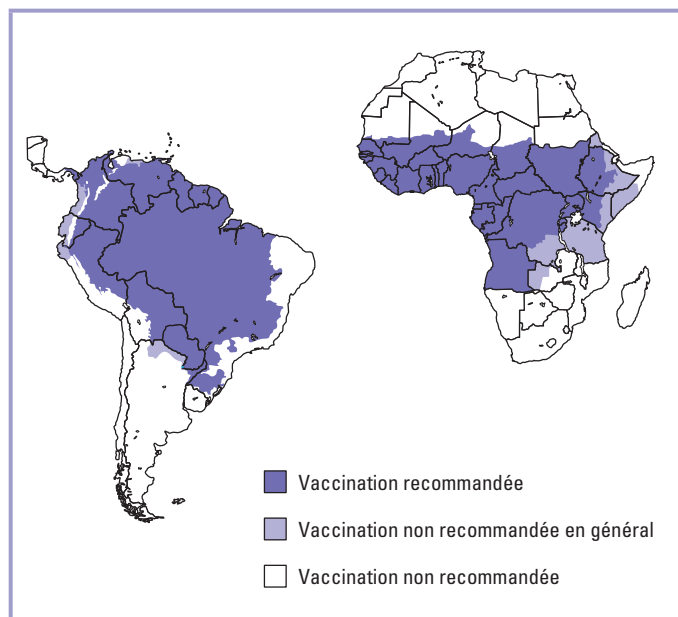 Vaccination recommandée
Vaccination non recommandée en général
Vaccination non recommandée